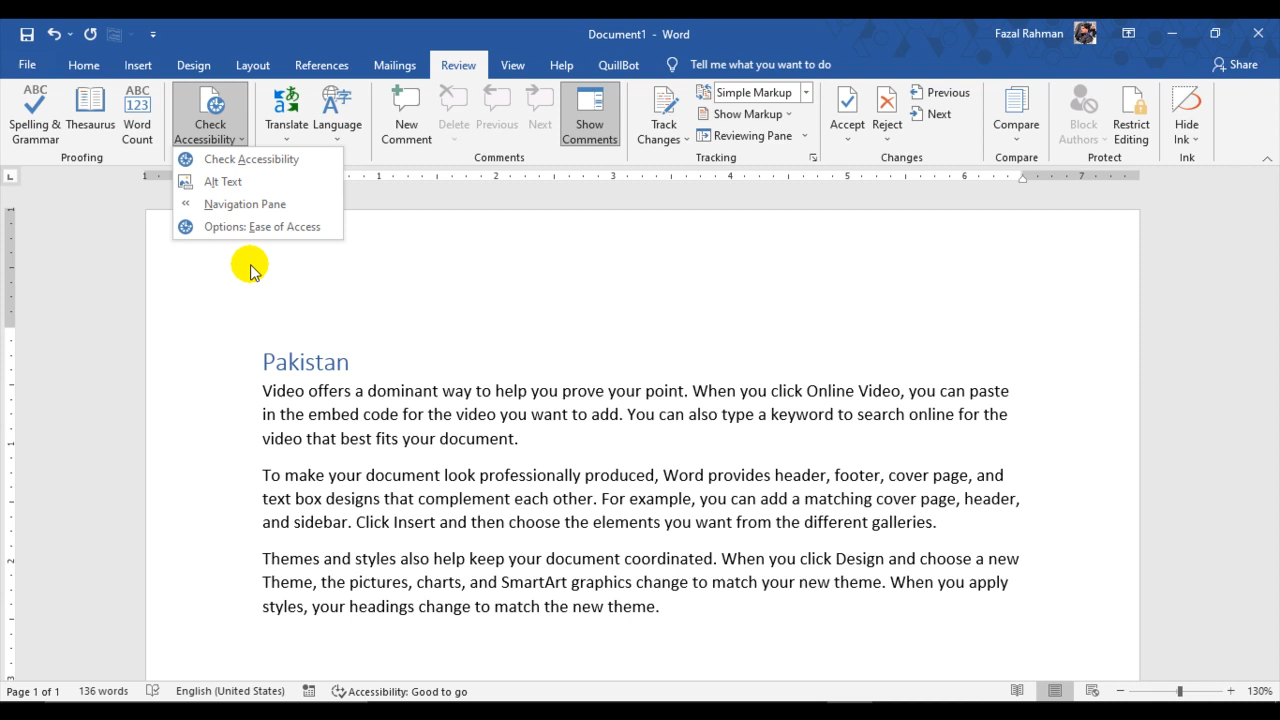 Document1 - Word
Fazal Rahman
File Home Insert Design Layout References Mailings Review View Help QuillBot Tell me what you want to do Share
ABC
Spelling &
Grammar
Thesaurus
ABC
123
Word
Count
Proofing
Check
Accessibility
Translate
Language
New
Comment
Delete
Previous
Next
Show
Comments
Comments
Track
Changes
Simple Markup
Show Markup
Reviewing Pane
Tracking
Accept
Reject
Previous
Next
Changes
Compare
Compare
Block
Authors
Restrict
Editing
Protect
Hide
Ink
Ink
Check Accessibility
Alt Text
Navigation Pane
Options: Ease of Access
1 1 2 3 4 5 6 7
Pakistan
Video offers a dominant way to help you prove your point. When you click Online Video, you can paste
in the embed code for the video you want to add. You can also type a keyword to search online for the
video that best fits your document.
To make your document look professionally produced, Word provides header, footer, cover page, and
text box designs that complement each other. For example, you can add a matching cover page, header,
and sidebar. Click Insert and then choose the elements you want from the different galleries.
Themes and styles also help keep your document coordinated. When you click Design and choose a new
Theme, the pictures, charts, and SmartArt graphics change to match your new theme. When you apply
styles, your headings change to match the new theme.
Page 1 of 1 136 words English (United States) Accessibility: Good to go 130%